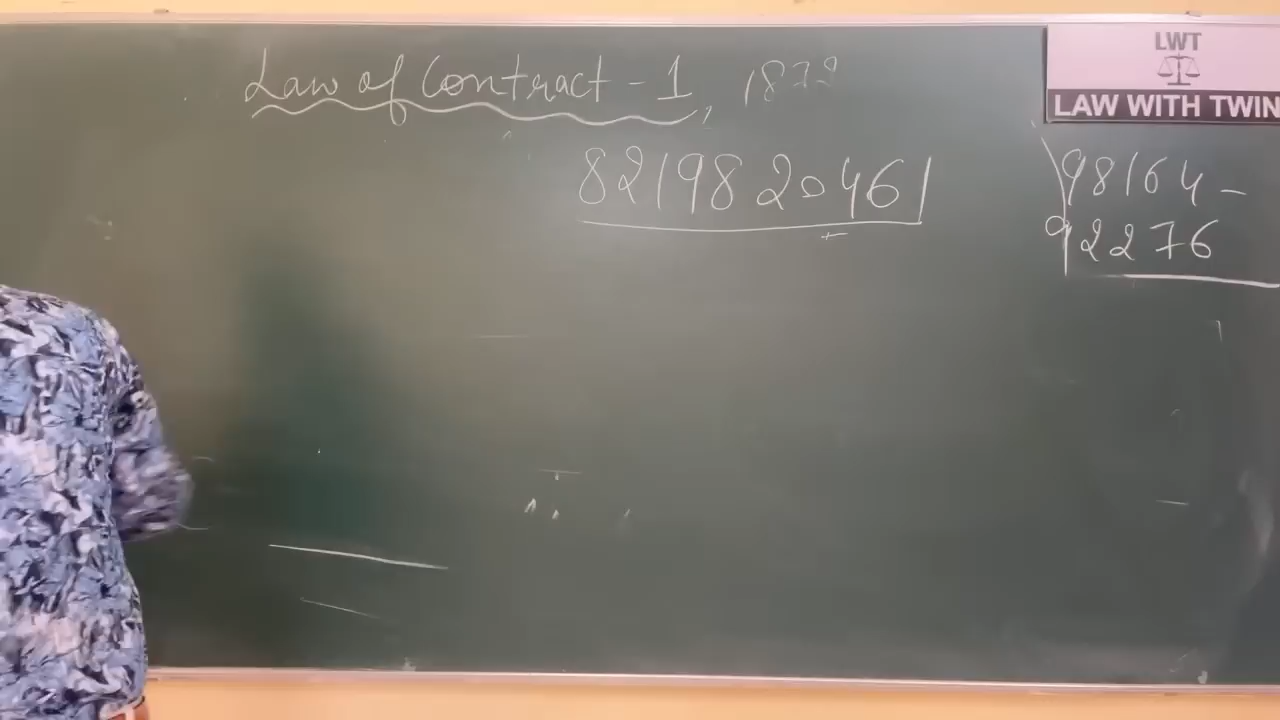 Law of Contract - 1, 1872
8219820461
98164-
92276
LWT
LAW WITH TWIN